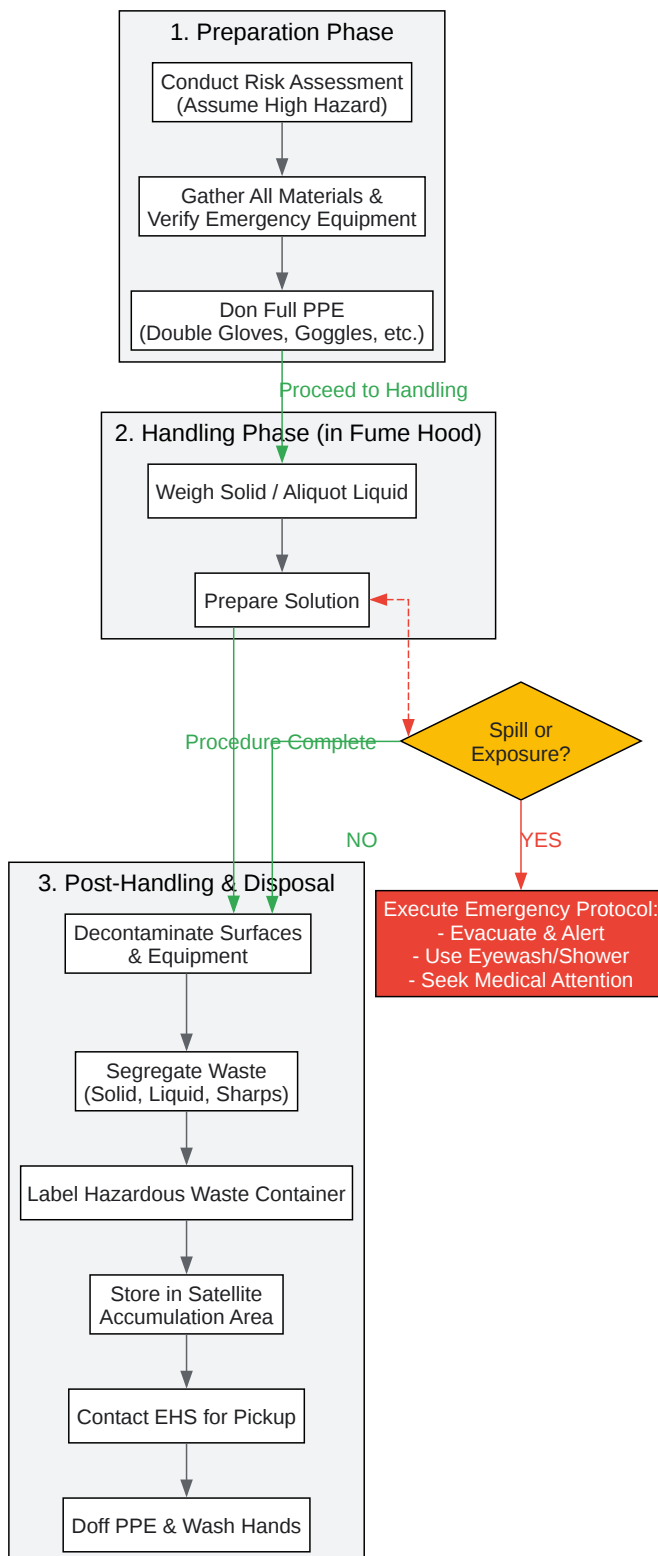 1. Preparation Phase
Conduct Risk Assessment
(Assume High Hazard)
Gather All Materials &
Verify Emergency Equipment
Don Full PPE
(Double Gloves, Goggles, etc.)
Proceed to Handling
2. Handling Phase (in Fume Hood)
Weigh Solid / Aliquot Liquid
Prepare Solution
Spill or
Exposure?
Procedure Complete
NO
YES
3. Post-Handling & Disposal
Decontaminate Surfaces
& Equipment
Execute Emergency Protocol:
- Evacuate & Alert
- Use Eyewash/Shower
- Seek Medical Attention
Segregate Waste
(Solid, Liquid, Sharps)
Label Hazardous Waste Container
Store in Satellite
Accumulation Area
Contact EHS for Pickup
Doff PPE & Wash Hands